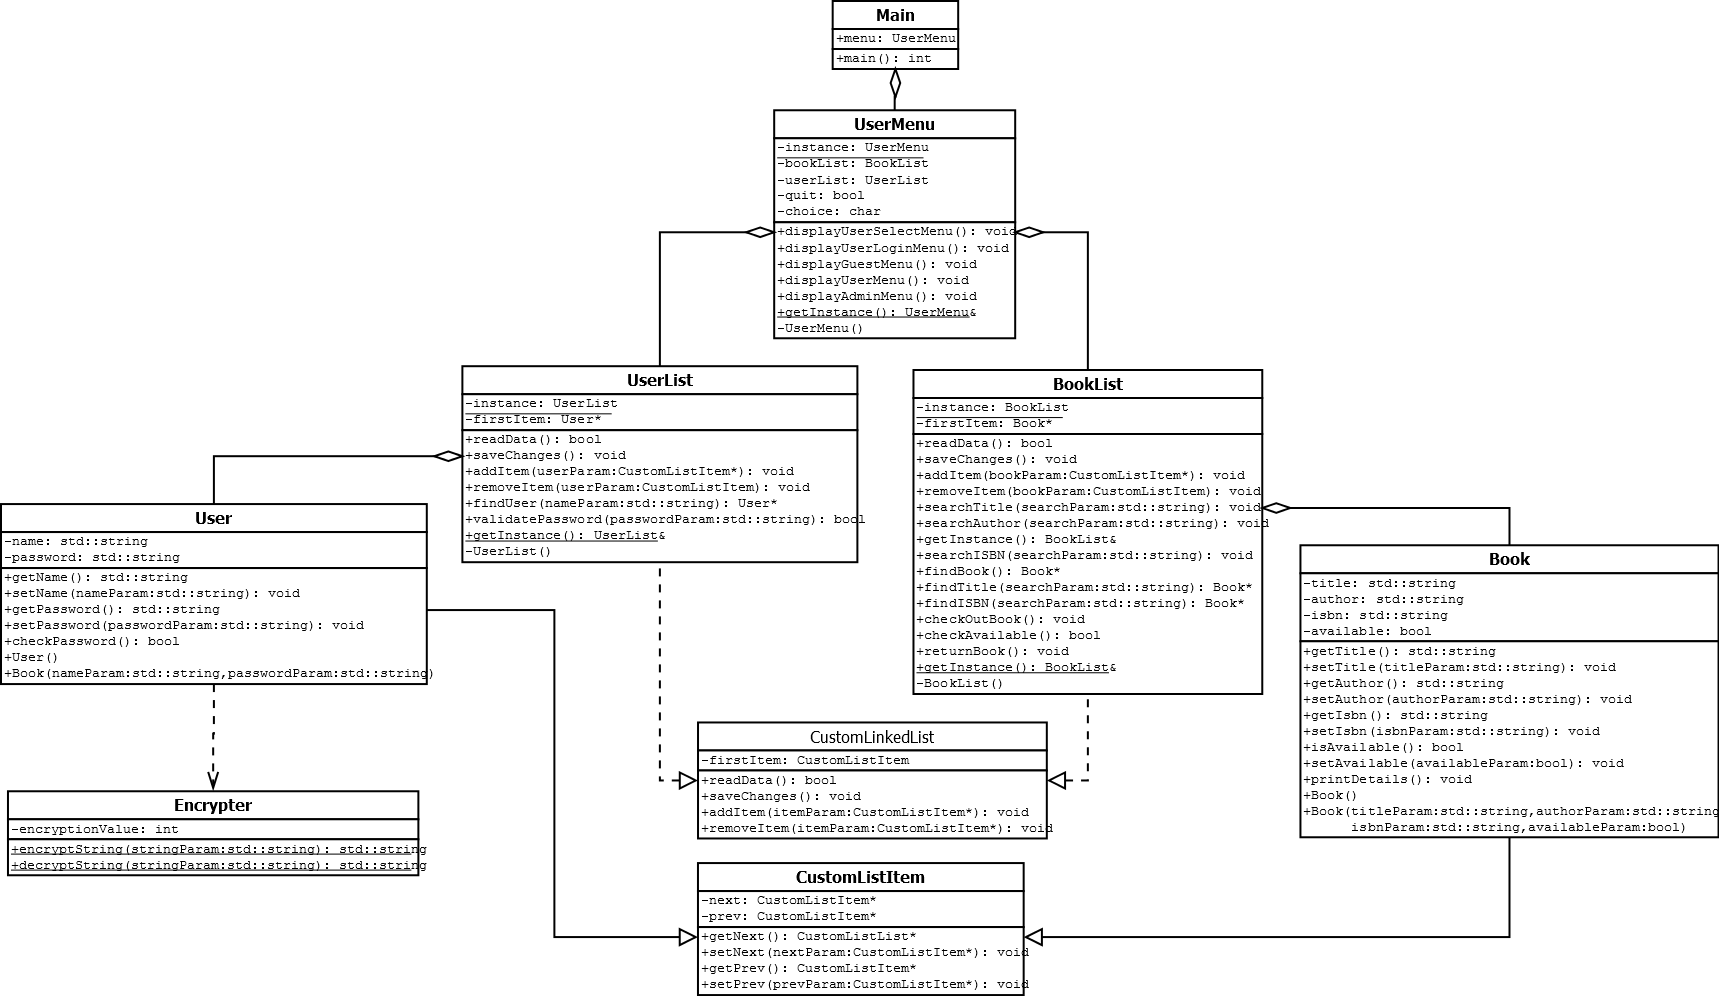 Main
+menu: UserMenu
+main(): int
UserMenu
-instance: UserMenu
-bookList: BookList
-userList: UserList
-quit: bool
-choice: char
+displayUserSelectMenu(): void
+displayUserLoginMenu(): void
+displayGuestMenu(): void
+displayUserMenu(): void
+displayAdminMenu(): void
+getInstance(): UserMenu&
-UserMenu()
UserList
-instance: UserList
-firstItem: User*
+readData(): bool
+saveChanges(): void
+addItem(userParam:CustomListItem*): void
+removeItem(userParam:CustomListItem): void
+findUser(nameParam:std::string): User*
+validatePassword(passwordParam:std::string): bool
+getInstance(): UserList&
-UserList()
BookList
-instance: BookList
-firstItem: Book*
+readData(): bool
+saveChanges(): void
+addItem(bookParam:CustomListItem*): void
+removeItem(bookParam:CustomListItem): void
+searchTitle(searchParam:std::string): void
+searchAuthor(searchParam:std::string): void
+getInstance(): BookList&
+searchISBN(searchParam:std::string): void
+findBook(): Book*
+findTitle(searchParam:std::string): Book*
+findISBN(searchParam:std::string): Book*
+checkOutBook(): void
+checkAvailable(): bool
+returnBook(): void
+getInstance(): BookList&
-BookList()
User
-name: std::string
-password: std::string
+getName(): std::string
+setName(nameParam:std::string): void
+getPassword(): std::string
+setPassword(passwordParam:std::string): void
+checkPassword(): bool
+User()
+Book(nameParam:std::string,passwordParam:std::string)
Book
-title: std::string
-author: std::string
-isbn: std::string
-available: bool
+getTitle(): std::string
+setTitle(titleParam:std::string): void
+getAuthor(): std::string
+setAuthor(authorParam:std::string): void
+getIsbn(): std::string
+setIsbn(isbnParam:std::string): void
+isAvailable(): bool
+setAvailable(availableParam:bool): void
+printDetails(): void
+Book()
+Book(titleParam:std::string,authorParam:std::string
isbnParam:std::string,availableParam:bool)
CustomLinkedList
-firstItem: CustomListItem
+readData(): bool
+saveChanges(): void
+addItem(itemParam:CustomListItem*): void
+removeItem(itemParam:CustomListItem*): void
Encrypter
-encryptionValue: int
+encryptString(stringParam:std::string): std::string
+decryptString(stringParam:std::string): std::string
CustomListItem
-next: CustomListItem*
-prev: CustomListItem*
+getNext(): CustomListList*
+setNext(nextParam:CustomListItem*): void
+getPrev(): CustomListItem*
+setPrev(prevParam:CustomListItem*): void